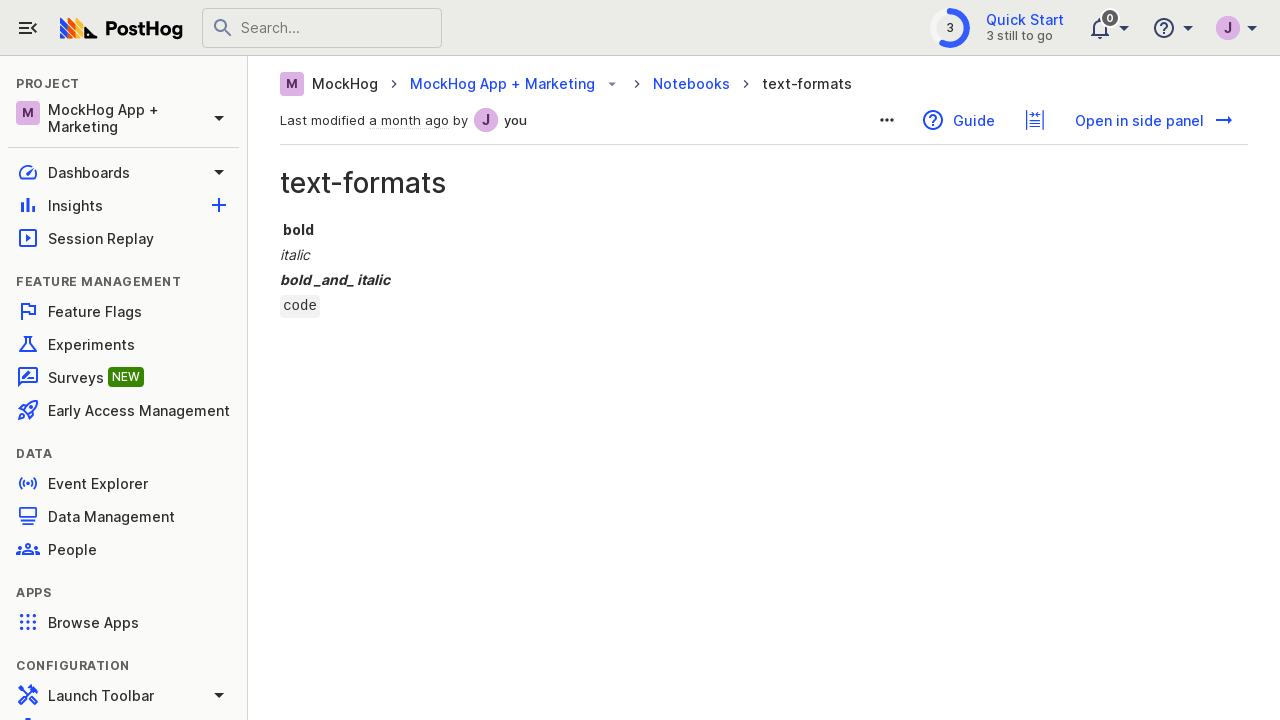 PostHog
Search...
3
Quick Start
3 still to go
0
J
PROJECT
M
MockHog App +
Marketing
Dashboards
Insights
Session Replay
FEATURE MANAGEMENT
Feature Flags
Experiments
Surveys NEW
Early Access Management
DATA
Event Explorer
Data Management
People
APPS
Browse Apps
CONFIGURATION
Launch Toolbar
M MockHog MockHog App + Marketing Notebooks text-formats
Last modified a month ago by J you
Guide
Open in side panel
text-formats
bold
italic
bold _and_ italic
code